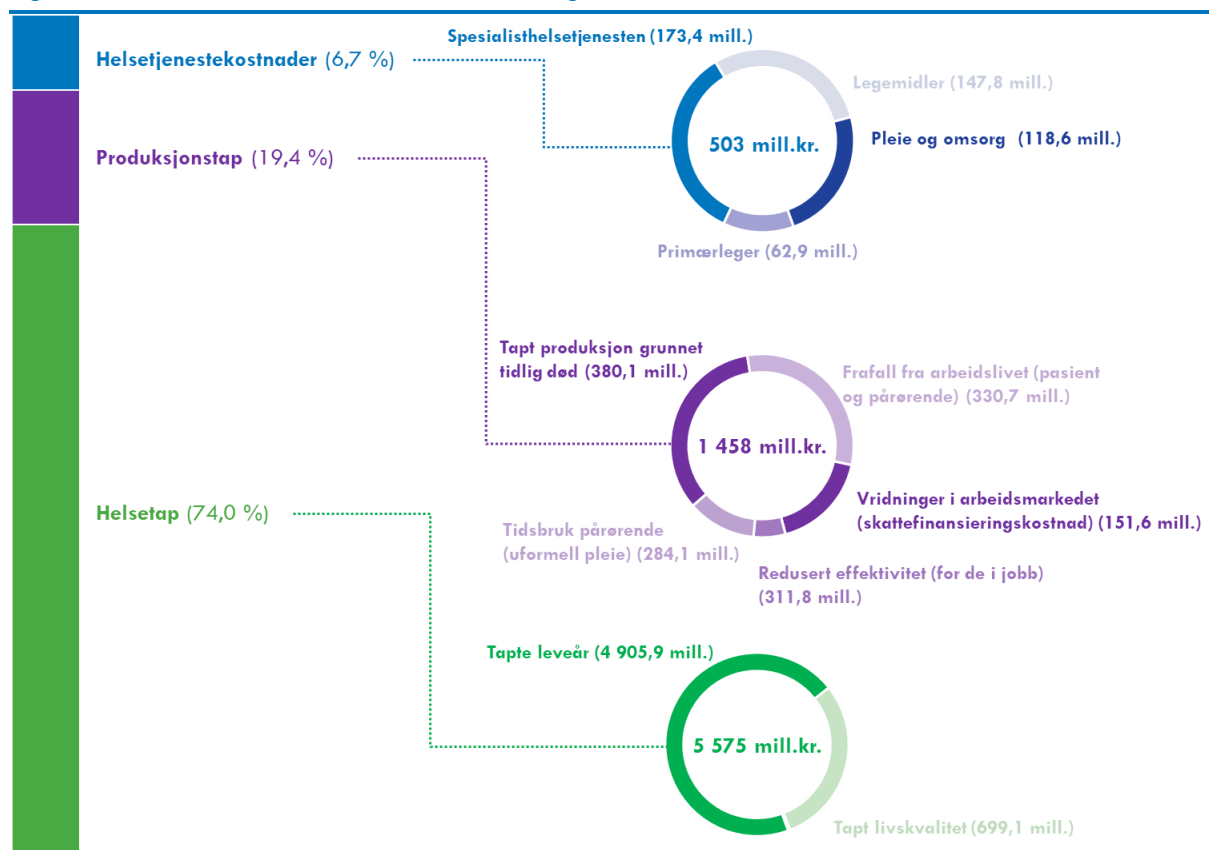 Helsetjenestekostnader (6,7 %)
Spesialisthelsetjenesten (173,4 mill.)
Legemidler (147,8 mill.)
503 mill.kr.
Pleie og omsorg (118,6 mill.)
Primærleger (62,9 mill.)
Produksjonstap (19,4 %)
Tapt produksjon grunnet
tidlig død (380,1 mill.)
Frafall fra arbeidslivet (pasient
og pårørende) (330,7 mill.)
1 458 mill.kr.
Vridninger i arbeidsmarkedet
(skattefinansieringskostnad) (151,6 mill.)
Tidsbruk pårørende
(uformell pleie) (284,1 mill.)
Redusert effektivitet (for de i jobb)
(311,8 mill.)
Helsetap (74,0 %)
Tapte leveår (4 905,9 mill.)
5 575 mill.kr.
Tapt livskvalitet (699,1 mill.)